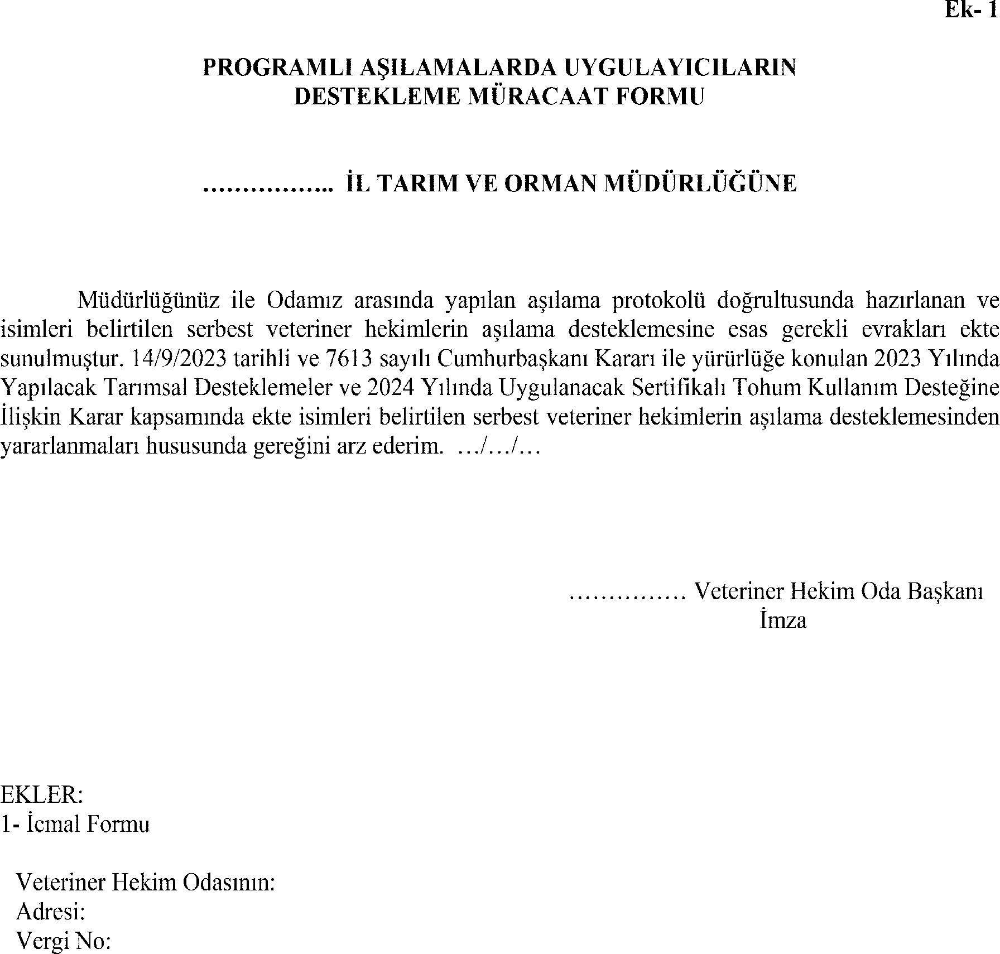 Ek- 1
PROGRAMLI AŞILAMALARDA UYGULAYICILARIN
DESTEKLEME MÜRACAAT FORMU
…………….. İL TARIM VE ORMAN MÜDÜRLÜĞÜNE
Müdürlüğünüz ile Odamız arasında yapılan aşılama protokolü doğrultusunda hazırlanan ve
isimleri belirtilen serbest veteriner hekimlerin aşılama desteklemesine esas gerekli evrakları ekte
sunulmuştur. 14/9/2023 tarihli ve 7613 sayılı Cumhurbaşkanı Kararı ile yürürlüğe konulan 2023 Yılında
Yapılacak Tarımsal Desteklemeler ve 2024 Yılında Uygulanacak Sertifikalı Tohum Kullanım Desteğine
İlişkin Karar kapsamında ekte isimleri belirtilen serbest veteriner hekimlerin aşılama desteklemesinden
yararlanmaları hususunda gereğini arz ederim. …/…/…
…………… Veteriner Hekim Oda Başkanı
İmza
EKLER:
1- İcmal Formu
Veteriner Hekim Odasının:
Adresi:
Vergi No: